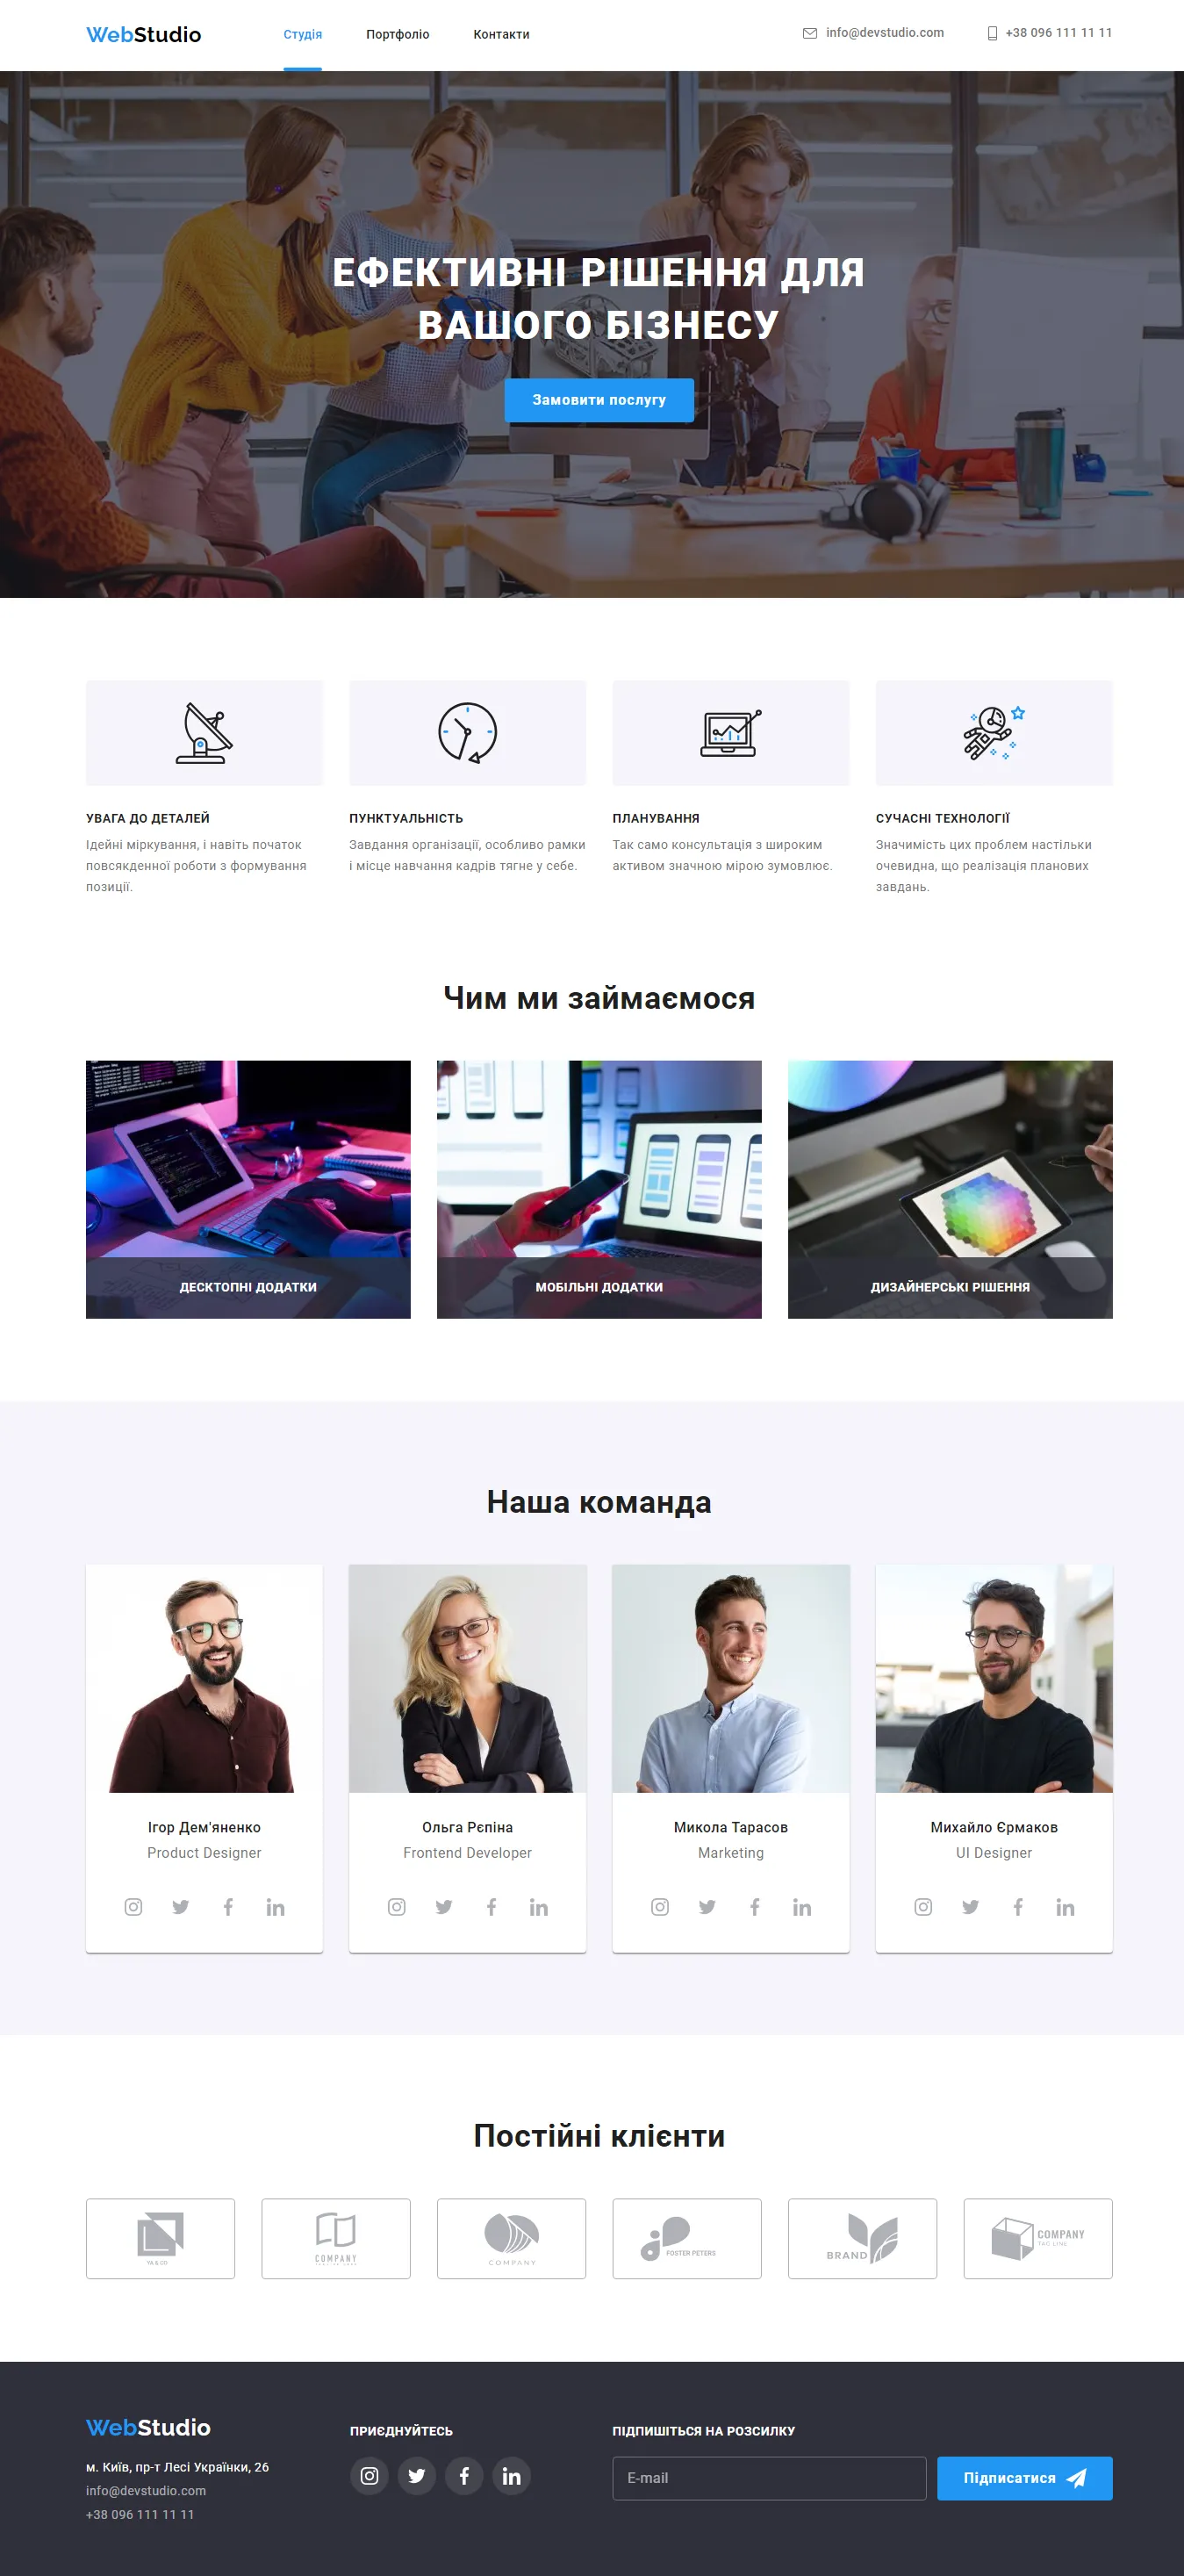 WebStudio
Студія
Портфоліо
Контакти
info@devstudio.com
+38 096 111 11 11
ЕФЕКТИВНІ РІШЕННЯ ДЛЯ
ВАШОГО БІЗНЕСУ
Замовити послугу
УВАГА ДО ДЕТАЛЕЙ
Ідейні міркування, і навіть початок
повсякденної роботи з формування
позиції.
ПУНКТУАЛЬНІСТЬ
Завдання організації, особливо рамки
і місце навчання кадрів тягне у себе.
ПЛАНУВАННЯ
Так само консультація з широким
активом значною мірою зумовлює.
СУЧАСНІ ТЕХНОЛОГІЇ
Значимість цих проблем настільки
очевидна, що реалізація планових
завдань.
Чим ми займаємося
ДЕСКТОПНІ ДОДАТКИ
МОБІЛЬНІ ДОДАТКИ
ДИЗАЙНЕРСЬКІ РІШЕННЯ
Наша команда
Ігор Дем'яненко
Product Designer
Ольга Рєпіна
Frontend Developer
Микола Тарасов
Marketing
Михайло Єрмаков
UI Designer
Постійні клієнти
YA & CO
COMPANY
COMPANY
FOSTER PETERS
BRAND
COMPANY
TAG LINE
WebStudio
м. Київ, пр-т Лесі Українки, 26
info@devstudio.com
+38 096 111 11 11
ПРИЄДНУЙТЕСЬ
ПІДПИШІТЬСЯ НА РОЗСИЛКУ
E-mail
Підписатися